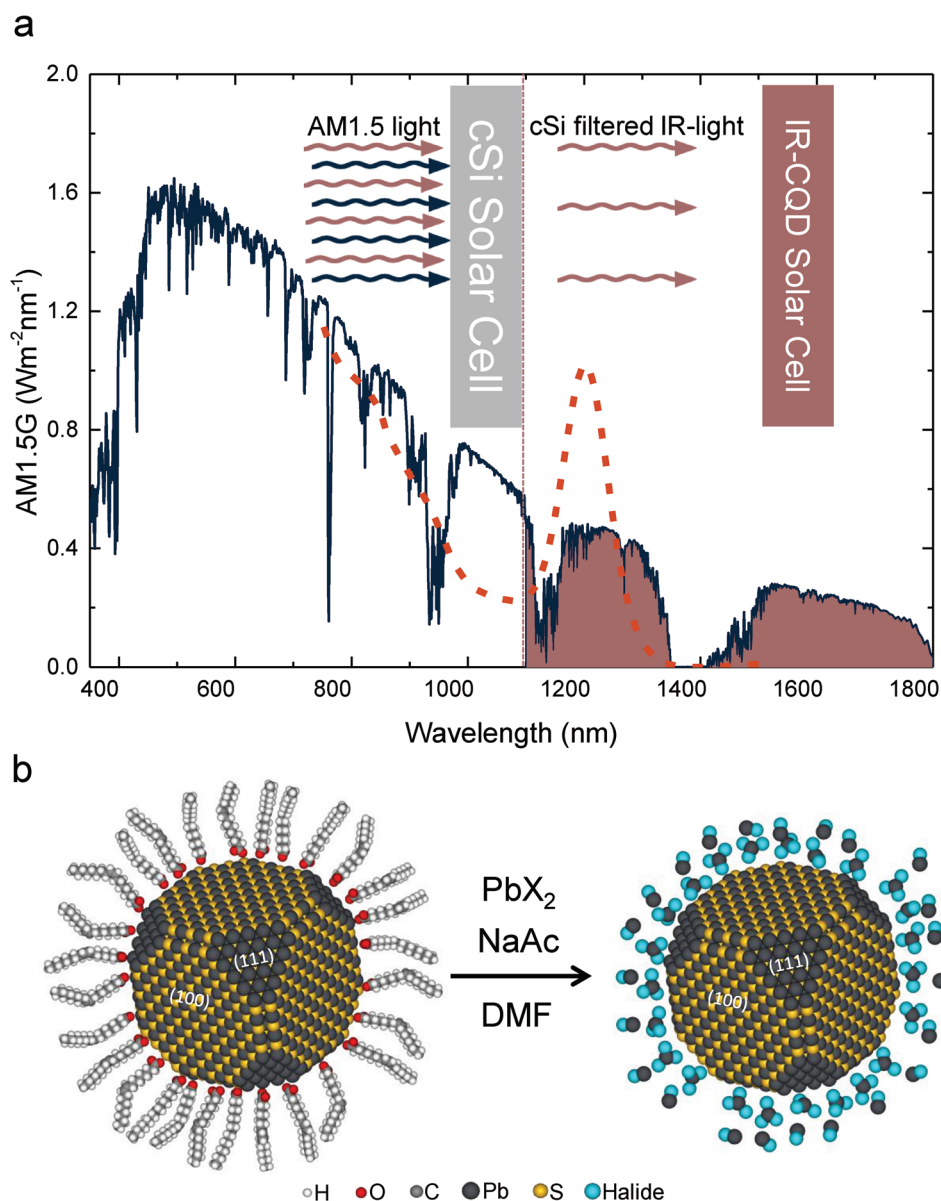 a
2.0
1.6
1.2
0.8
0.4
0.0
AM1.5G (Wm-2nm-1)
AM1.5 light
cSi Solar Cell
cSi filtered IR-light
IR-CQD Solar Cell
400 600 800 1000 1200 1400 1600 1800
Wavelength (nm)
b
PbX2
NaAc
DMF
(111)
(100)
(111)
(100)
H O C Pb S Halide